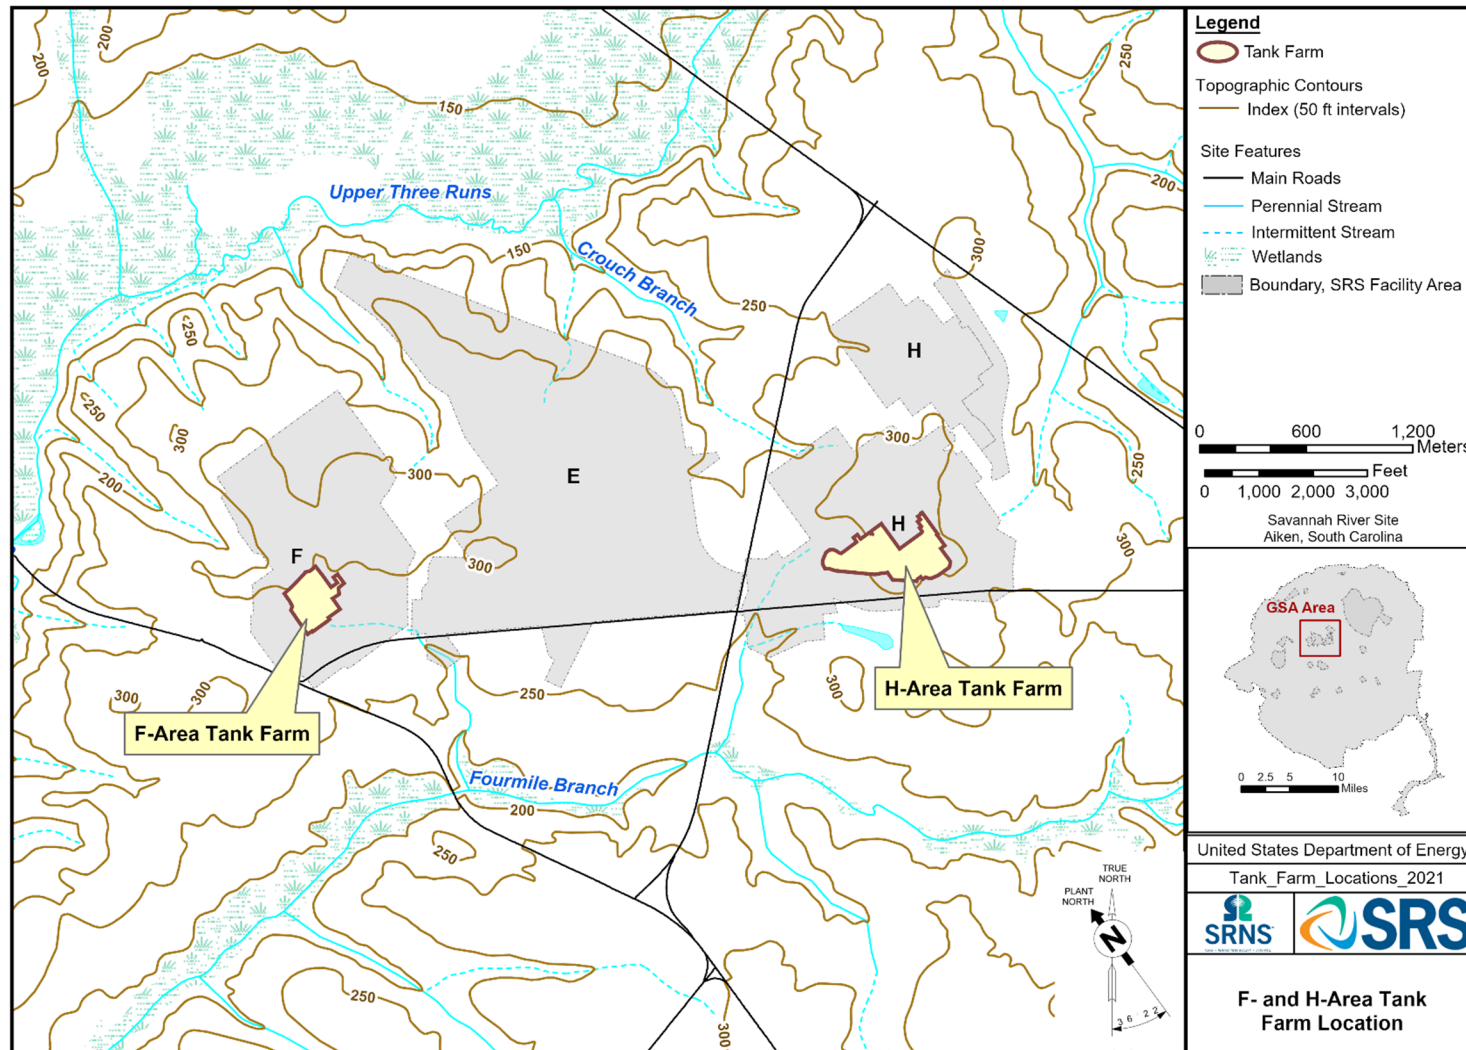 200
200
150
Upper Three Runs
150
Crouch Branch
250
300
250
200
<250
<250
300
200
300
300
300
250
300
H
E
H
F
300
300
250
300
F-Area Tank Farm
H-Area Tank Farm
Fourmile Branch
200
250
250
300
TRUE
NORTH
PLANT
NORTH
N
36·22
Legend
Tank Farm
Topographic Contours
Index (50 ft intervals)
Site Features
Main Roads
Perennial Stream
Intermittent Stream
Wetlands
Boundary, SRS Facility Area
0 600 1,200
Meters
Feet
0 1,000 2,000 3,000
Savannah River Site
Aiken, South Carolina
GSA Area
0 2.5 5 10
Miles
United States Department of Energy
Tank_Farm_Locations_2021
SRNS
SRS
F- and H-Area Tank
Farm Location